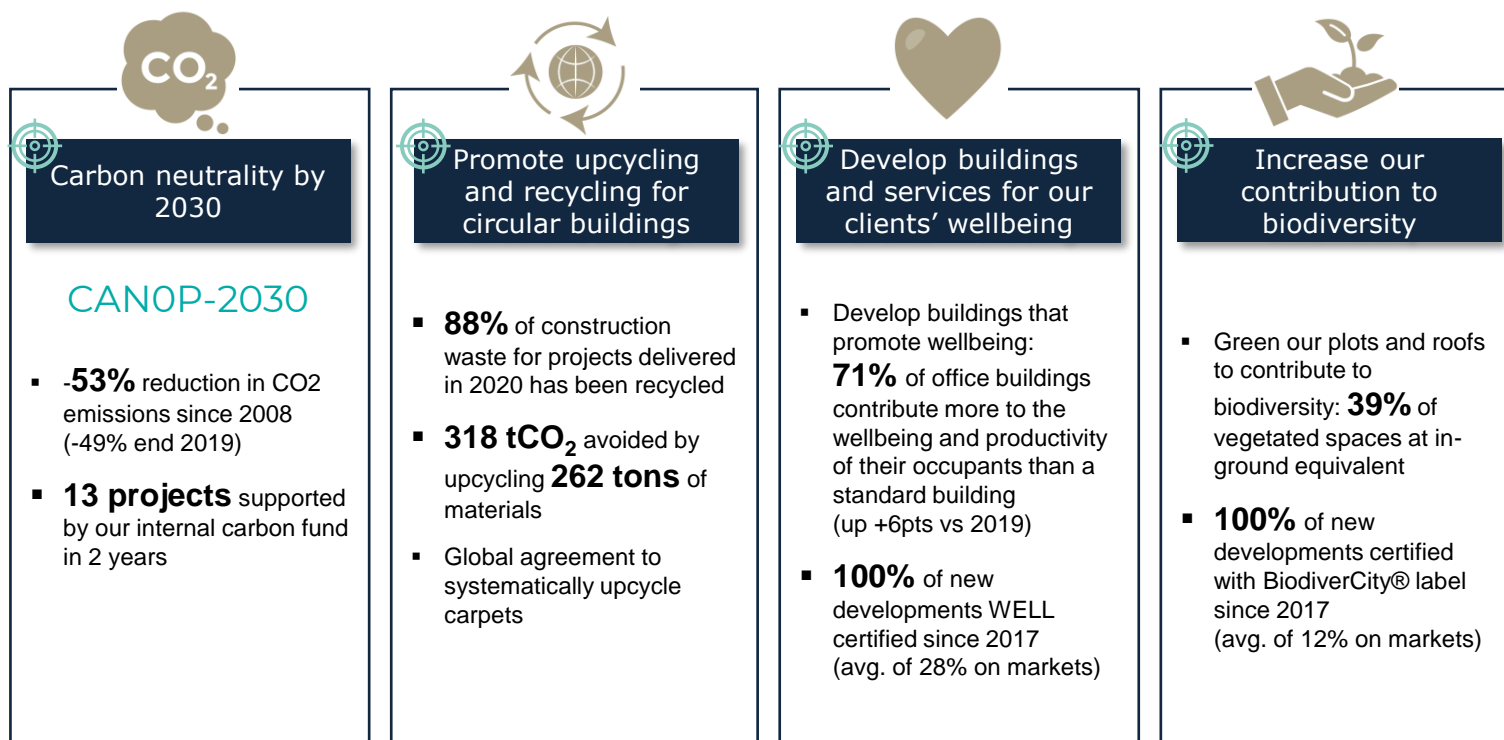 CO2
Carbon neutrality by
2030
CAN0P-2030
▪ -53% reduction in CO2
emissions since 2008
(-49% end 2019)
▪ 13 projects supported
by our internal carbon fund
in 2 years
Promote upcycling
and recycling for
circular buildings
▪ 88% of construction
waste for projects delivered
in 2020 has been recycled
▪ 318 tCO2 avoided by
upcycling 262 tons of
materials
▪ Global agreement to
systematically upcycle
carpets
Develop buildings
and services for our
clients’ wellbeing
▪ Develop buildings that
promote wellbeing:
71% of office buildings
contribute more to the
wellbeing and productivity
of their occupants than a
standard building
(up +6pts vs 2019)
▪ 100% of new
developments WELL
certified since 2017
(avg. of 28% on markets)
Increase our
contribution to
biodiversity
▪ Green our plots and roofs
to contribute to
biodiversity: 39% of
vegetated spaces at in-
ground equivalent
▪ 100% of new
developments certified
with BiodiverCity® label
since 2017
(avg. of 12% on markets)